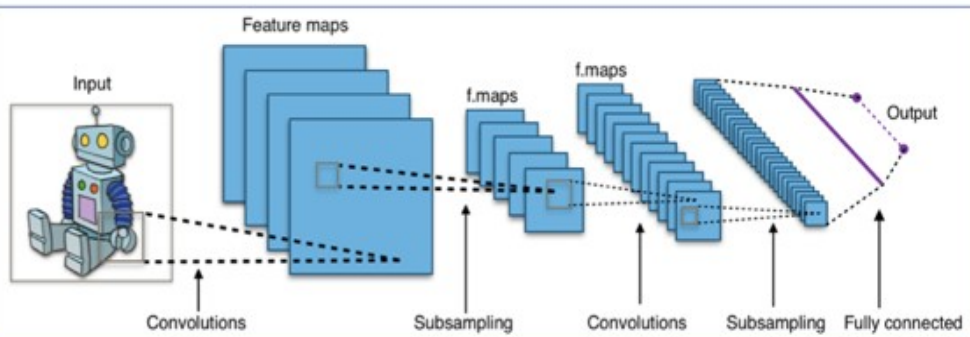 Feature maps
Input
f.maps
f.maps
Output
Convolutions
Subsampling
Convolutions
Subsampling
Fully connected